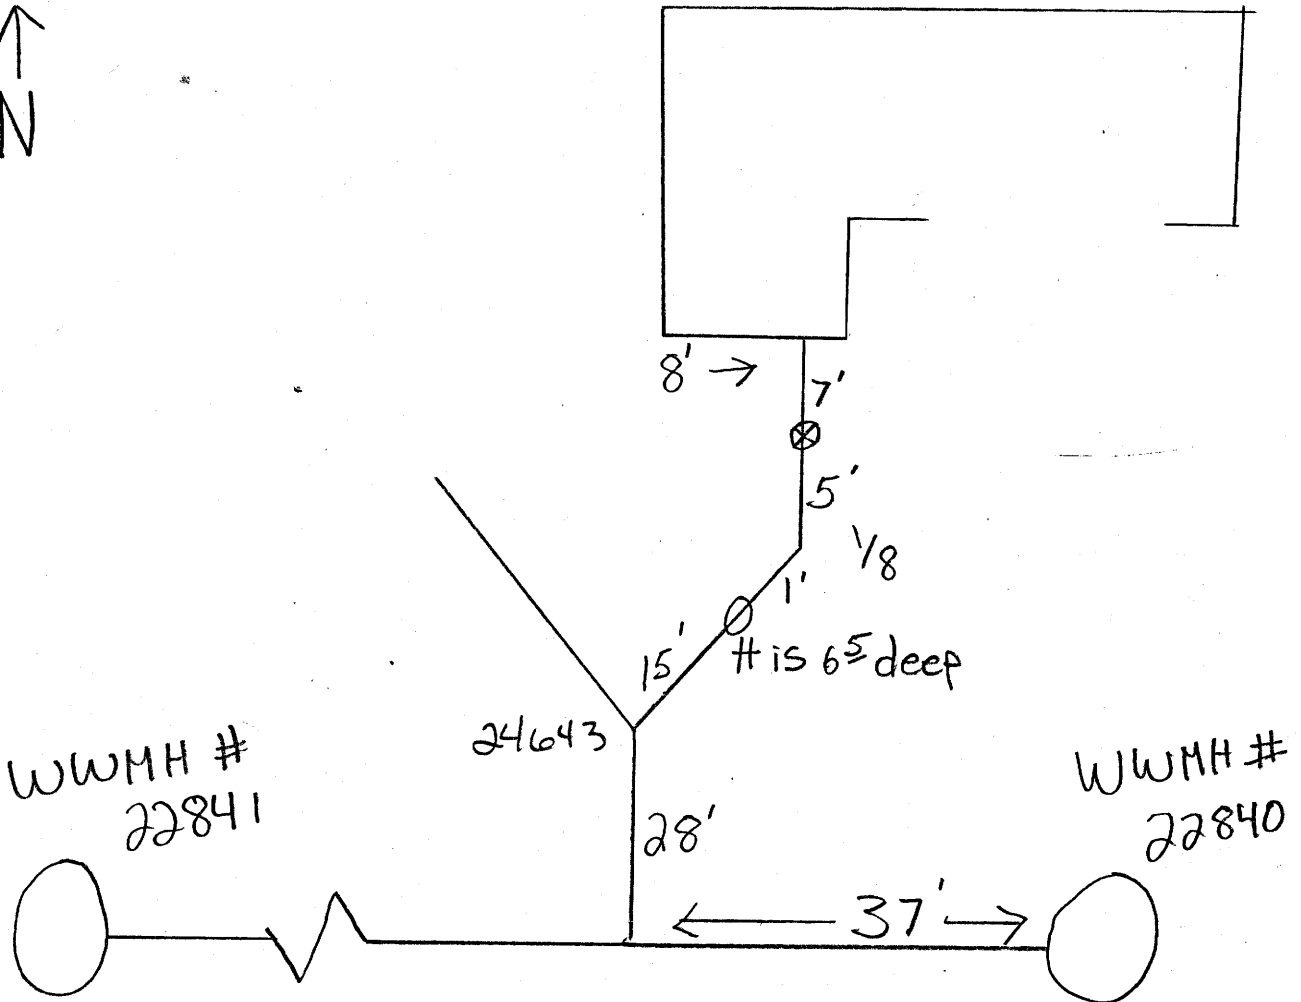 N
8' →
7'
5'
1/8
1'
15'
# is 6⁵ deep
24643
WWMH #
22841
28'
WWMH #
22840
← 37' →